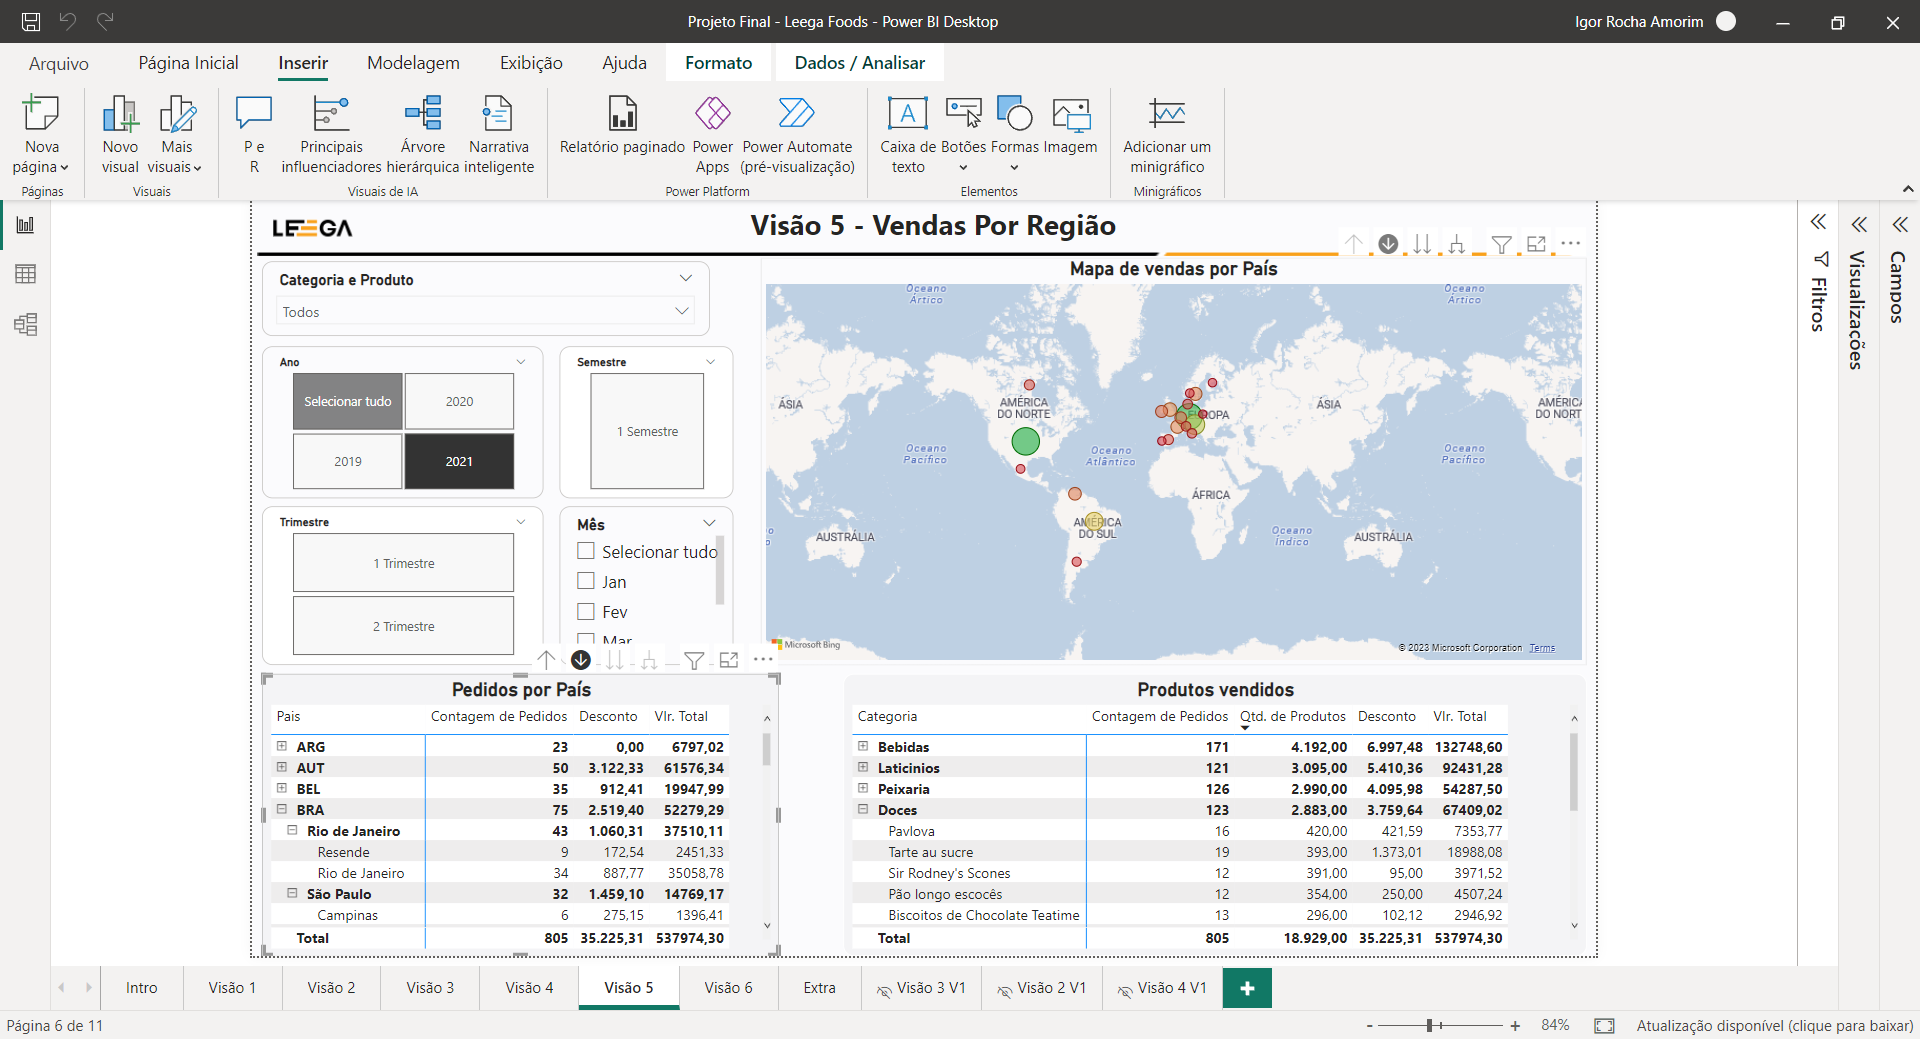 Projeto Final - Leega Foods - Power BI Desktop
Igor Rocha Amorim
Arquivo
Página Inicial
Inserir
Modelagem
Exibição
Ajuda
Formato
Dados / Analisar
Nova página
Novo visual
Mais visuais
P e R
Principais influenciadores
Árvore hierárquica
Narrativa inteligente
Relatório paginado
Power Apps
Power Automate (pré-visualização)
Caixa de texto
Botões
Formas
Imagem
Adicionar um minigráfico
Páginas
Visuais
Visuais de IA
Power Platform
Elementos
Minigráficos
LEEGA
Visão 5 - Vendas Por Região
Categoria e Produto
Todos
Ano
Selecionar tudo
2020
2019
2021
Semestre
1 Semestre
Trimestre
1 Trimestre
2 Trimestre
Mês
Selecionar tudo
Jan
Fev
Mar
Mapa de vendas por País
Oceano Ártico
Oceano Ártico
ÁSIA
AMÉRICA DO NORTE
EUROPA
ÁSIA
AMÉRICA DO NORT
Oceano Pacífico
Oceano Atlântico
Oceano Pacífico
ÁFRICA
AMÉRICA DO SUL
AUSTRÁLIA
Oceano Índico
AUSTRÁLIA
Microsoft Bing
© 2023 Microsoft Corporation Terms
Filtros
Visualizações
Campos
Pedidos por País
Pais Contagem de Pedidos Desconto Vlr. Total
ARG 23 0,00 6797,02
AUT 50 3.122,33 61576,34
BEL 35 912,41 19947,99
BRA 75 2.519,40 52279,29
Rio de Janeiro 43 1.060,31 37510,11
Resende 9 172,54 2451,33
Rio de Janeiro 34 887,77 35058,78
São Paulo 32 1.459,10 14769,17
Campinas 6 275,15 1396,41
Total 805 35.225,31 537974,30
Produtos vendidos
Categoria Contagem de Pedidos Qtd. de Produtos Desconto Vlr. Total
Bebidas 171 4.192,00 6.997,48 132748,60
Laticinios 121 3.095,00 5.410,36 92431,28
Peixaria 126 2.990,00 4.095,98 54287,50
Doces 123 2.883,00 3.759,64 67409,02
Pavlova 16 420,00 421,59 7353,77
Tarte au sucre 19 393,00 1.373,01 18988,08
Sir Rodney's Scones 12 391,00 95,00 3971,52
Pão longo escocês 12 354,00 250,00 4507,24
Biscoitos de Chocolate Teatime 13 296,00 102,12 2946,92
Total 805 18.929,00 35.225,31 537974,30
Intro
Visão 1
Visão 2
Visão 3
Visão 4
Visão 5
Visão 6
Extra
Visão 3 V1
Visão 2 V1
Visão 4 V1
Página 6 de 11
84%
Atualização disponível (clique para baixar)